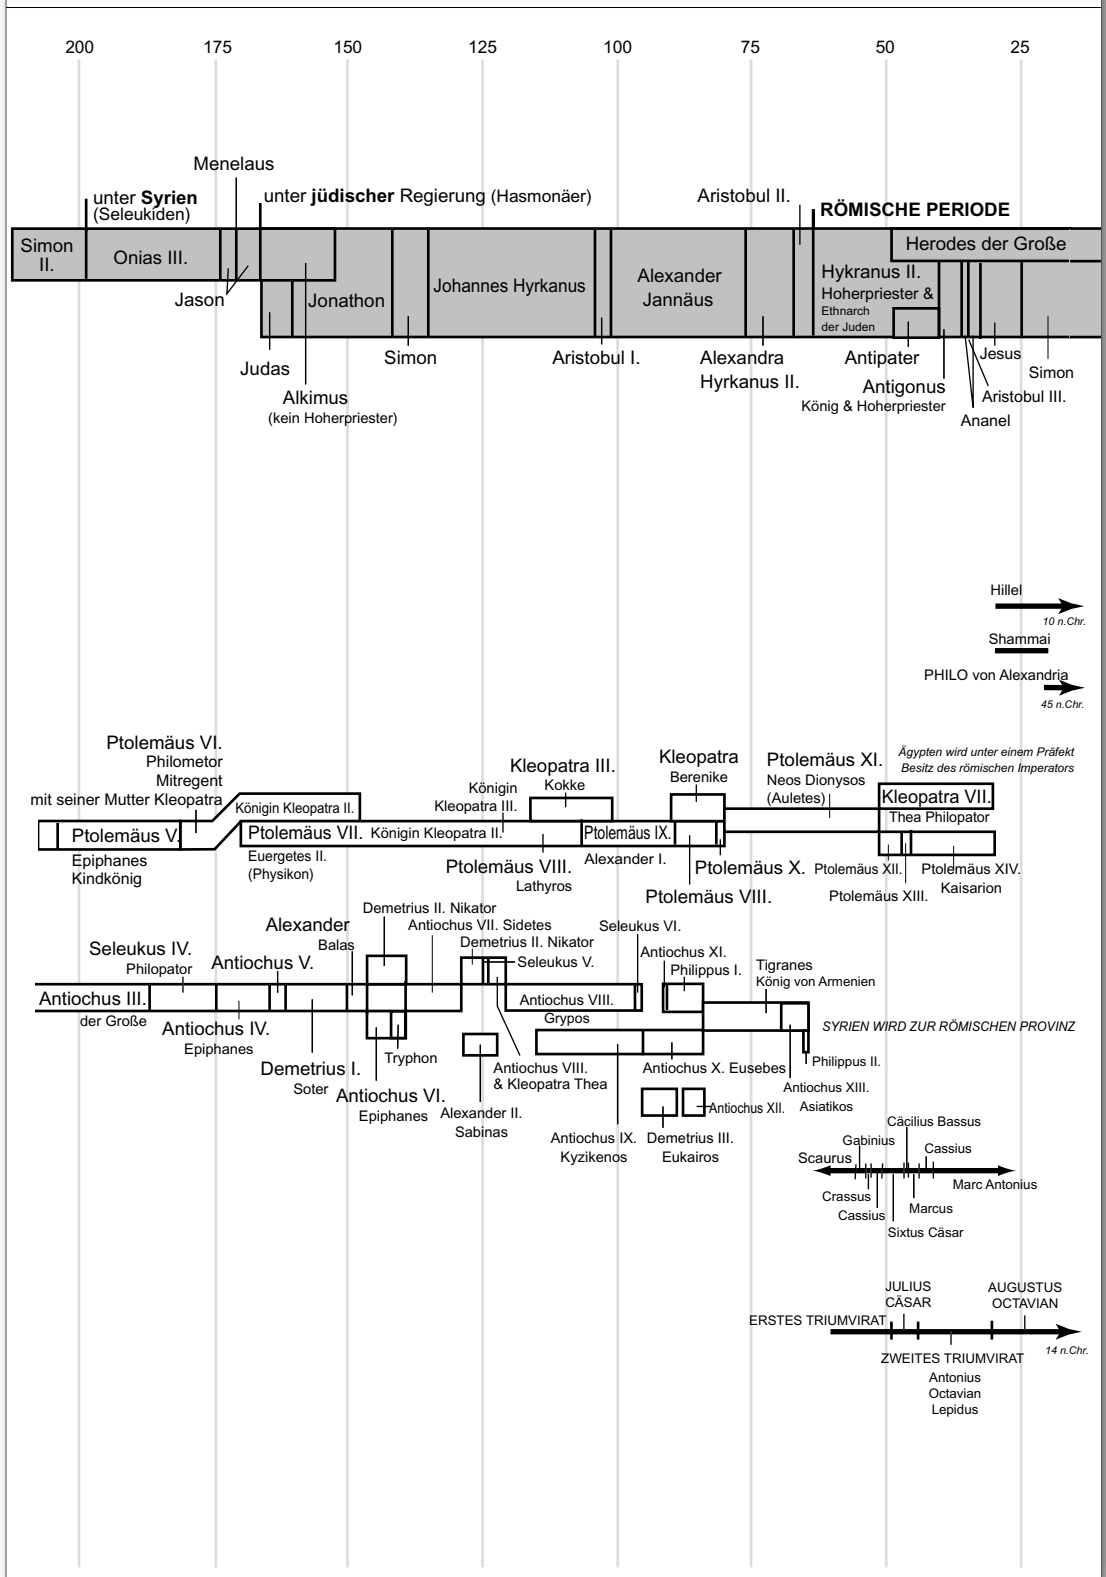 200 175 150 125 100 75 50 25
Menelaus
unter Syrien
(Seleukiden)
unter jüdischer Regierung (Hasmonäer)
Aristobul II.
RÖMISCHE PERIODE
Simon
II.
Onias III.
Jason
Judas
Jonathon
Alkimus
(kein Hoherpriester)
Simon
Johannes Hyrkanus
Aristobul I.
Alexander
Jannäus
Alexandra
Hyrkanus II.
Herodes der Große
Hykranus II.
Hoherpriester &
Ethnarch
der Juden
Antipater
Antigonus
König & Hoherpriester
Ananel
Aristobul III.
Jesus
Simon
Hillel
10 n.Chr.
Shammai
PHILO von Alexandria
45 n.Chr.
Ptolemäus VI.
Philometor
Mitregent
mit seiner Mutter Kleopatra
Königin Kleopatra II.
Ptolemäus V.
Epiphanes
Kindkönig
Ptolemäus VII. Königin Kleopatra II.
Euergetes II.
(Physikon)
Königin
Kleopatra III.
Kleopatra III.
Kokke
Ptolemäus VIII.
Lathyros
Ptolemäus IX.
Alexander I.
Kleopatra
Berenike
Ptolemäus VIII.
Ptolemäus X.
Ptolemäus XI.
Neos Dionysos
(Auletes)
Ägypten wird unter einem Präfekt
Besitz des römischen Imperators
Kleopatra VII.
Thea Philopator
Ptolemäus XII.
Ptolemäus XIII.
Ptolemäus XIV.
Kaisarion
Seleukus IV.
Philopator
Antiochus III.
der Große
Antiochus IV.
Epiphanes
Antiochus V.
Demetrius I.
Soter
Alexander
Balas
Demetrius II. Nikator
Antiochus VI.
Epiphanes
Tryphon
Antiochus VII. Sidetes
Demetrius II. Nikator
Seleukus V.
Alexander II.
Sabinas
Antiochus VIII.
& Kleopatra Thea
Antiochus VIII.
Grypos
Seleukus VI.
Antiochus IX.
Kyzikenos
Antiochus XI.
Philippus I.
Antiochus X. Eusebes
Demetrius III.
Eukairos
Antiochus XII.
Tigranes
König von Armenien
Antiochus XIII.
Asiatikos
Philippus II.
SYRIEN WIRD ZUR RÖMISCHEN PROVINZ
Scaurus
Gabinius
Cäcilius Bassus
Cassius
Crassus
Cassius
Sixtus Cäsar
Marcus
Marc Antonius
ERSTES TRIUMVIRAT
JULIUS
CÄSAR
AUGUSTUS
OCTAVIAN
14 n.Chr.
ZWEITES TRIUMVIRAT
Antonius
Octavian
Lepidus